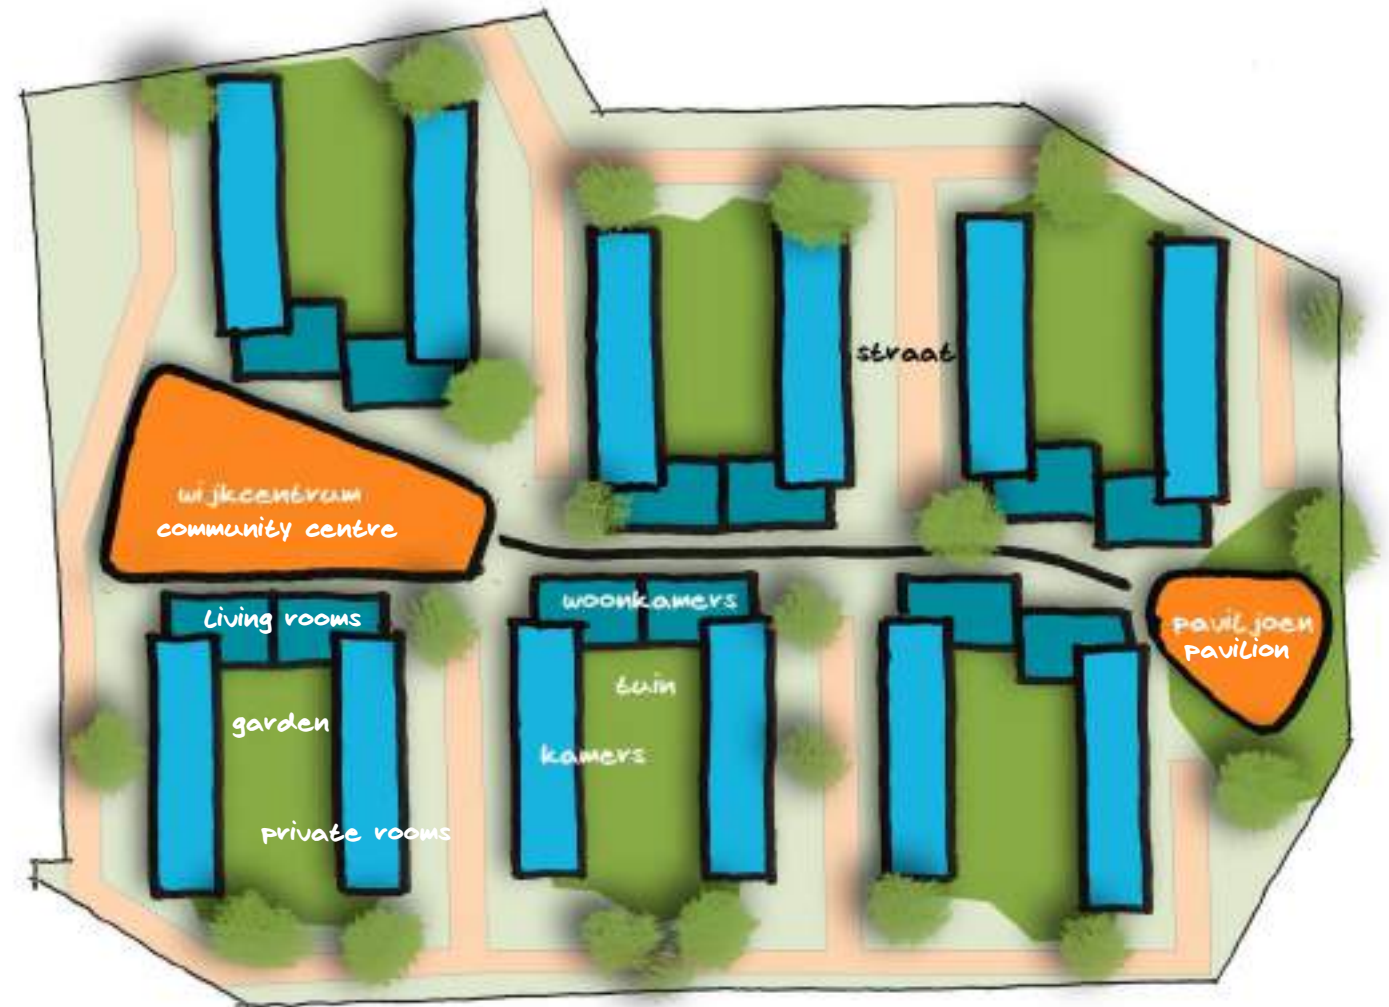 straat
wijkcentrum
community centre
living rooms
woonkamers
paviljoen
pavilion
tuin
garden
kamers
private rooms